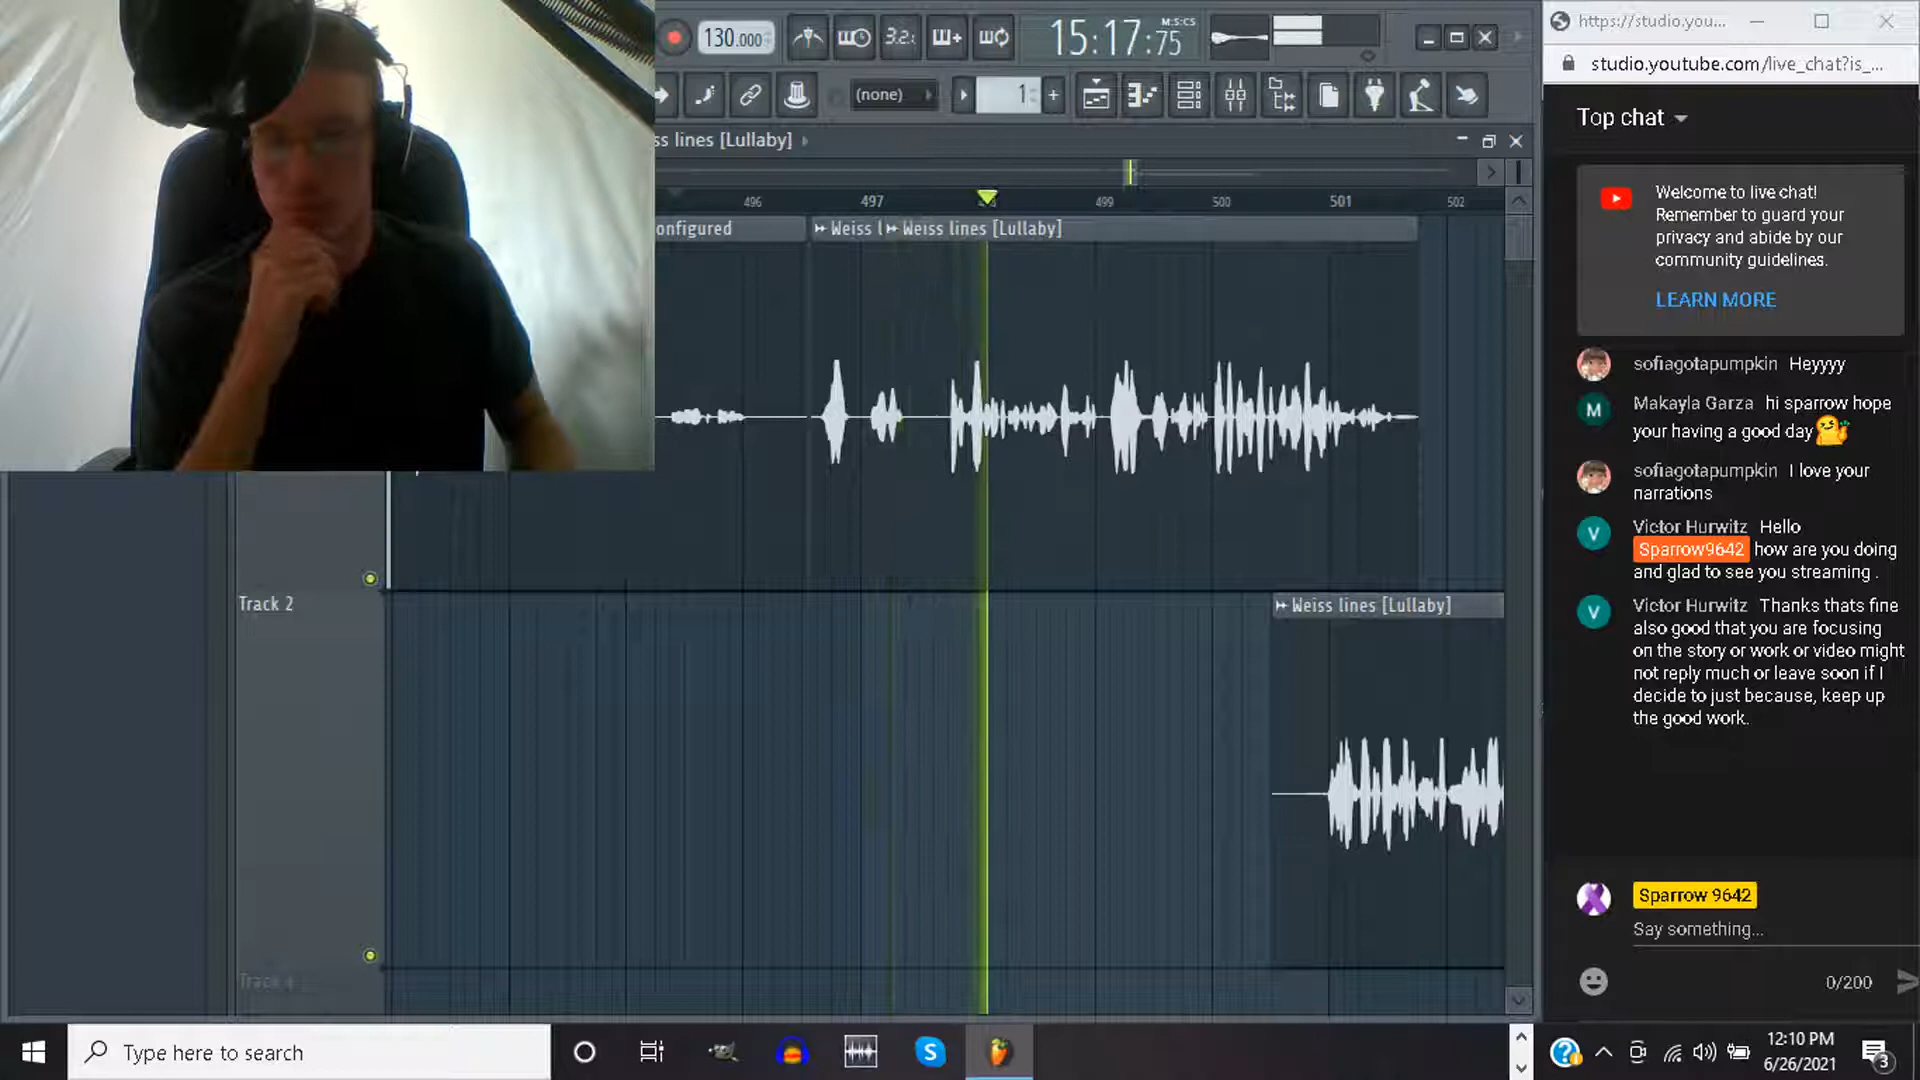 130.000
3.2:
15:17:75
M:S:CS
(none)
1
ss lines [Lullaby]
496
497
499
500
501
502
onfigured
Weiss l
Weiss lines [Lullaby]
Track 2
Weiss lines [Lullaby]
Track 4
https://studio.you...
studio.youtube.com/live_chat?is_...
Top chat
Welcome to live chat!
Remember to guard your
privacy and abide by our
community guidelines.
LEARN MORE
sofiagotapumpkin Heyyyy
Makayla Garza hi sparrow hope
your having a good day
sofiagotapumpkin I love your
narrations
Victor Hurwitz Hello
Sparrow9642 how are you doing
and glad to see you streaming .
Victor Hurwitz Thanks thats fine
also good that you are focusing
on the story or work or video might
not reply much or leave soon if I
decide to just because, keep up
the good work.
Sparrow 9642
Say something...
0/200
Type here to search
12:10 PM
6/26/2021
3